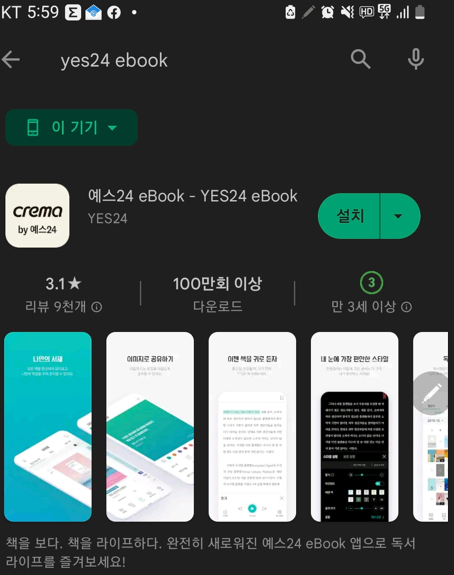 KT 5:59
HD 5G
yes24 ebook
이 기기
crema
by 예스24
예스24 eBook - YES24 eBook
YES24
설치
3.1★
리뷰 9천개
100만회 이상
다운로드
3
만 3세 이상
나만의 서재
이미지로 공유하기
이젠 책을 귀로 듣자
내 눈에 가장 편안한 스타일
책을 보다. 책을 라이프하다. 완전히 새로워진 예스24 eBook 앱으로 독서
라이프를 즐겨보세요!